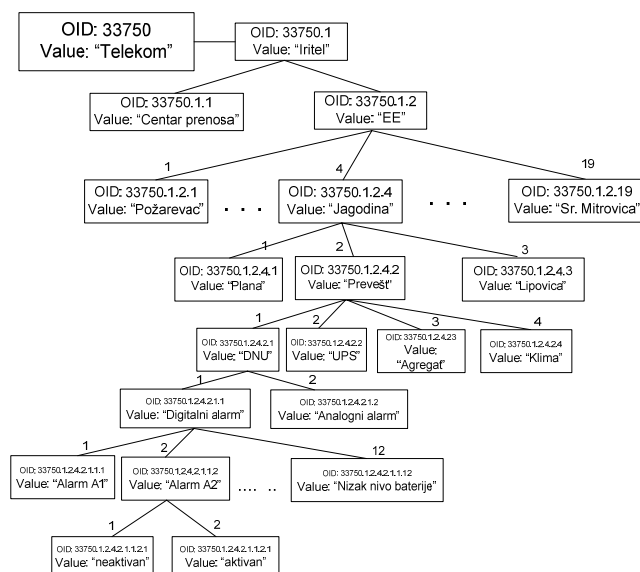 OID: 33750
Value: "Telekom"
OID: 33750.1
Value: "Iritel"
OID: 33750.1.1
Value: "Centar prenosa"
OID: 33750.1.2
Value: "EE"
1
4
19
OID: 33750.1.2.1
Value: "Požarevac"
. . .
OID: 33750.1.2.4
Value: "Jagodina"
. . .
OID: 33750.1.2.19
Value: "Sr. Mitrovica"
1
2
3
OID: 33750.1.2.4.1
Value: "Plana"
OID: 33750.1.2.4.2
Value: "Prevešt"
OID: 33750.1.2.4.3
Value: "Lipovica"
1
2
3
4
OID: 33750.1.2.4.2.1
Value: "DNU"
OID: 33750.1.2.4.2.2
Value: "UPS"
OID: 33750.1.2.4.23
Value:
"Agregat"
OID: 33750.1.2.4.2.4
Value: "Klima"
1
2
OID: 33750.1.2.4.2.1.1
Value: "Digitalni alarm"
OID: 33750.1.2.4.2.1.2
Value: "Analogni alarm"
1
2
12
OID: 33750.1.2.4.2.1.1.1
Value: "Alarm A1"
OID: 33750.1,2,4,2,1,1,2
Value: "Alarm A2"
.... ..
OID: 33750.1.2.4.2.1.1.12
Value: "Nizak nivo baterije"
1
2
OID: 33750.1.2.4.2.1.1.2.1
Value: "neaktivan"
OID: 33750.1.2.4.2.1.1.2.1
Value: "aktivan"